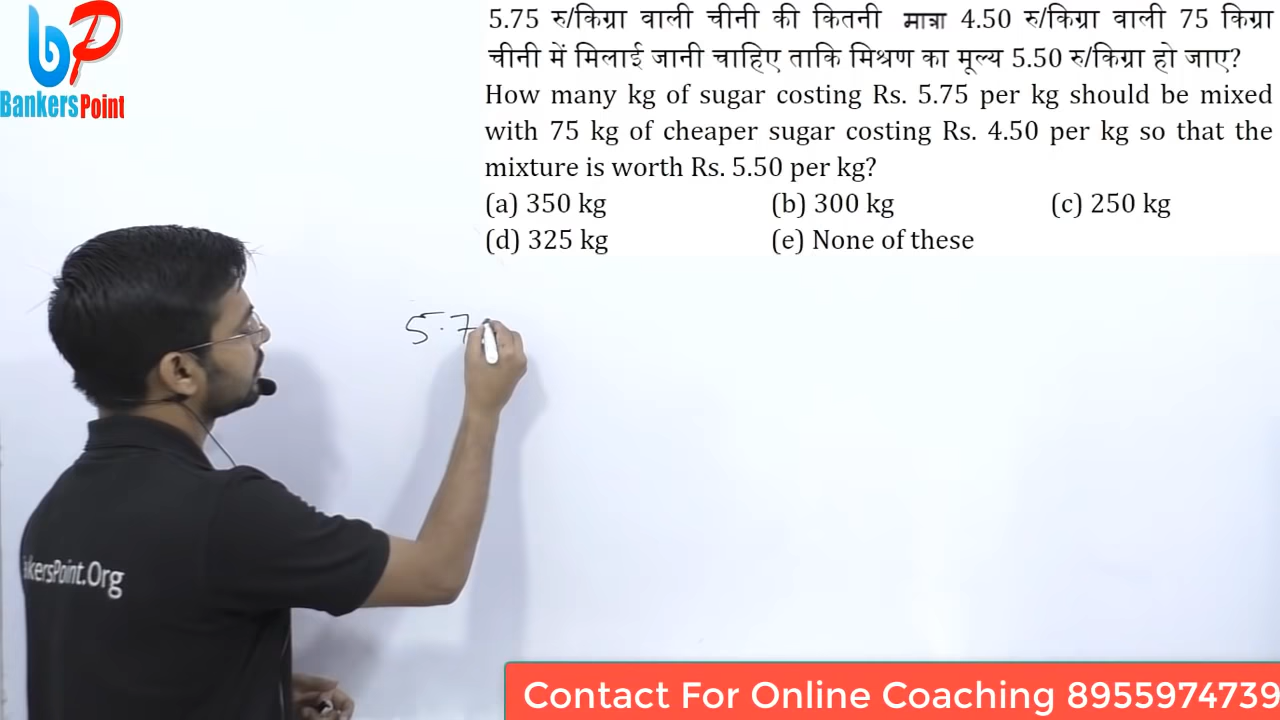 bp
BankersPoint
5.75 रु/किग्रा वाली चीनी की कितनी मात्रा 4.50 रु/किग्रा वाली 75 किग्रा
चीनी में मिलाई जानी चाहिए ताकि मिश्रण का मूल्य 5.50 रु/किग्रा हो जाए?
How many kg of sugar costing Rs. 5.75 per kg should be mixed
with 75 kg of cheaper sugar costing Rs. 4.50 per kg so that the
mixture is worth Rs. 5.50 per kg?
(a) 350 kg (b) 300 kg (c) 250 kg
(d) 325 kg (e) None of these
5.7
akersPoint.Org
Contact For Online Coaching 8955974739